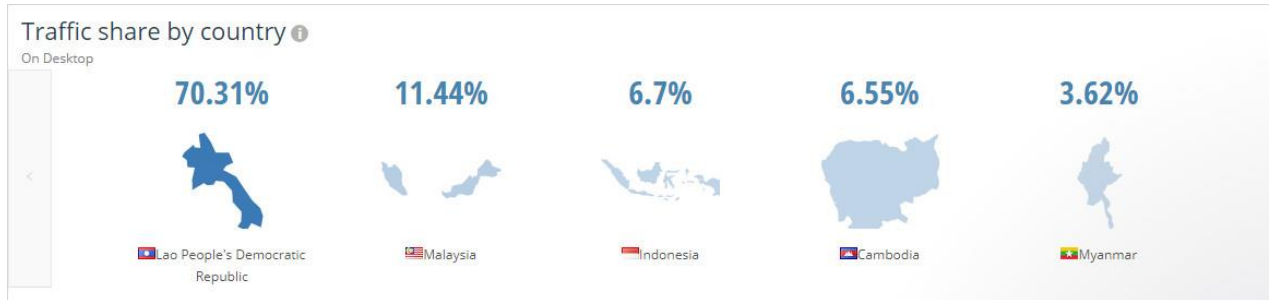 Traffic share by country
On Desktop
70.31%
11.44%
6.7%
6.55%
3.62%
Lao People's Democratic
Republic
Malaysia
Indonesia
Cambodia
Myanmar